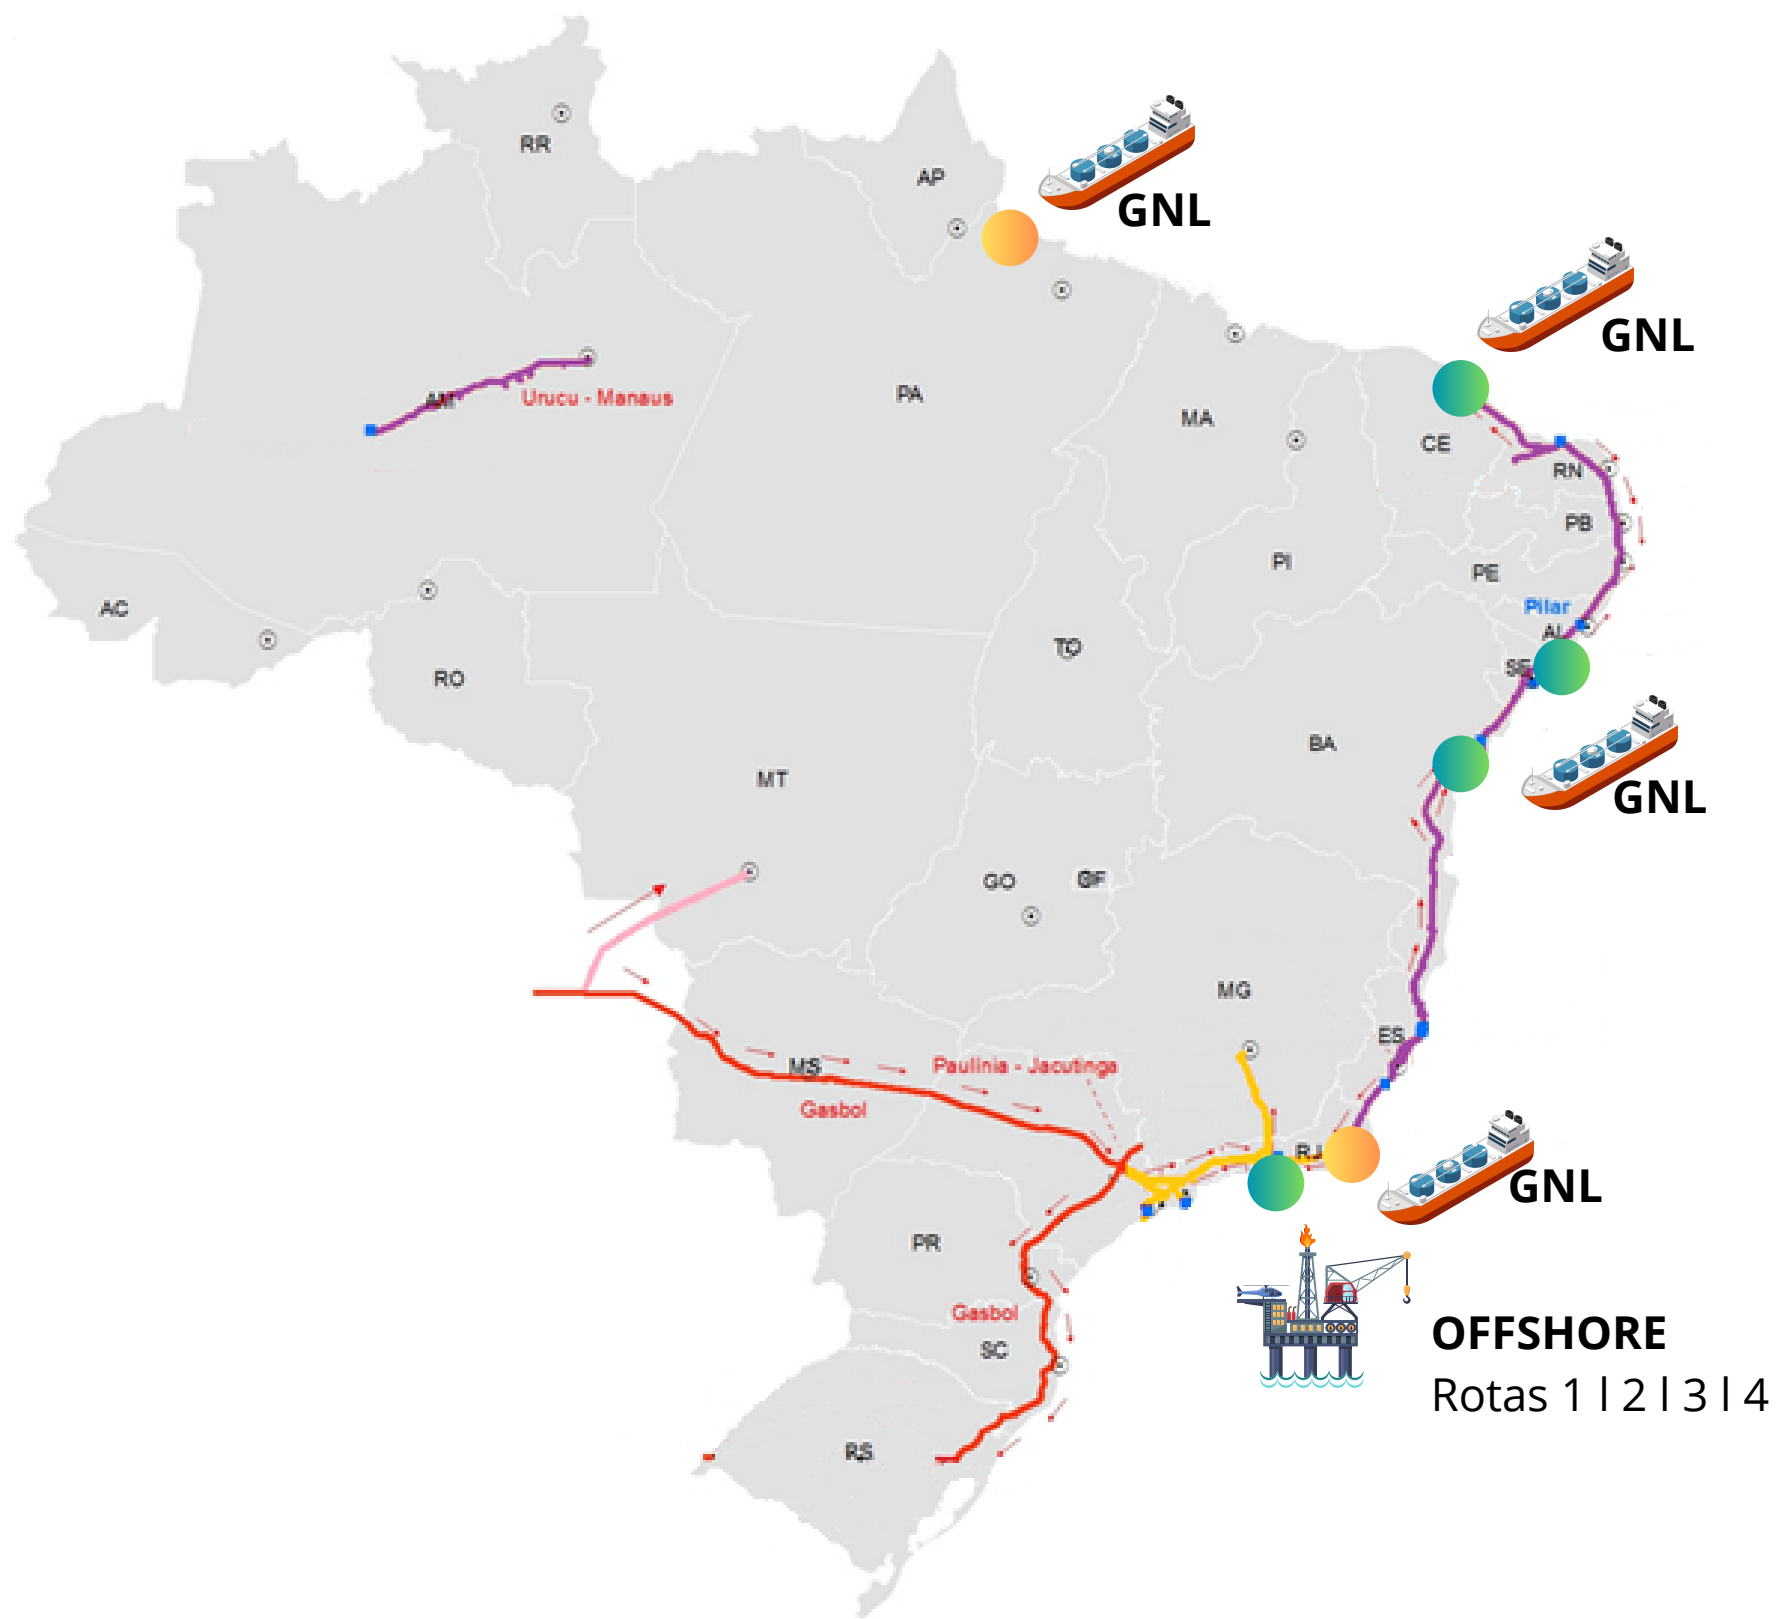 RR
AP
GNL
GNL
AM
Urucu - Manaus
PA
MA
CE
RN
PB
PI
PE
Pilar
AL
AC
TO
SE
RO
BA
MT
GNL
GO
DF
MG
ES
MS
Paulínia - Jacutinga
Gasbol
RJ
GNL
PR
Gasbol
SC
OFFSHORE
Rotas 1 l 2 l 3 l 4
RS